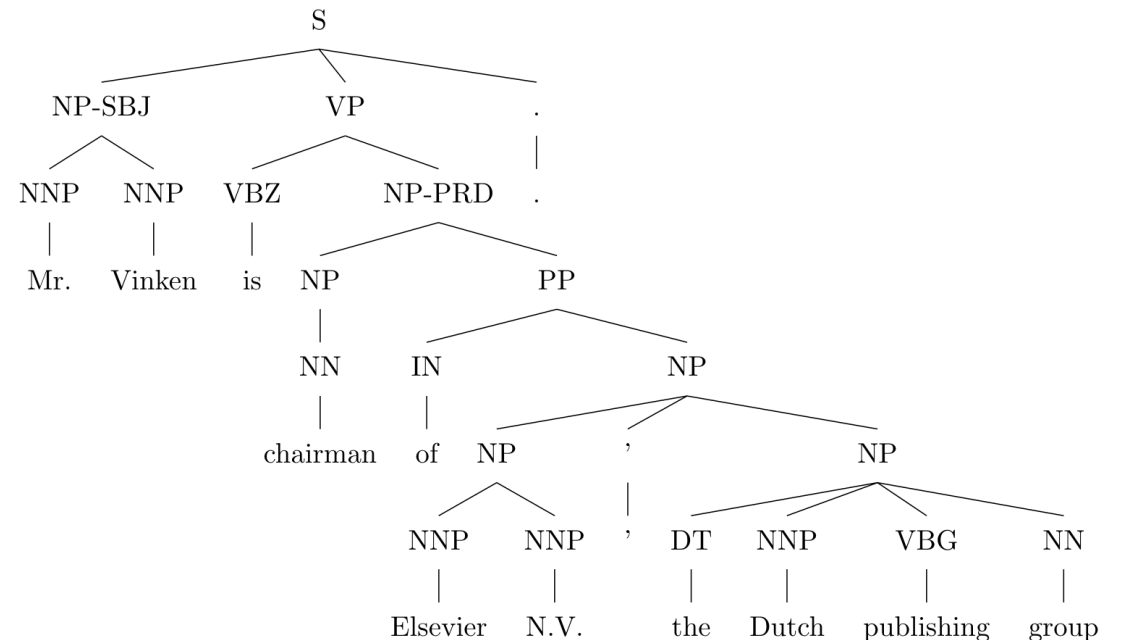 S
NP-SBJ VP .
NNP NNP VBZ NP-PRD .
Mr. Vinken is NP PP
NN IN NP
chairman of NP , NP
NNP NNP , DT NNP VBG NN
Elsevier N.V. the Dutch publishing group